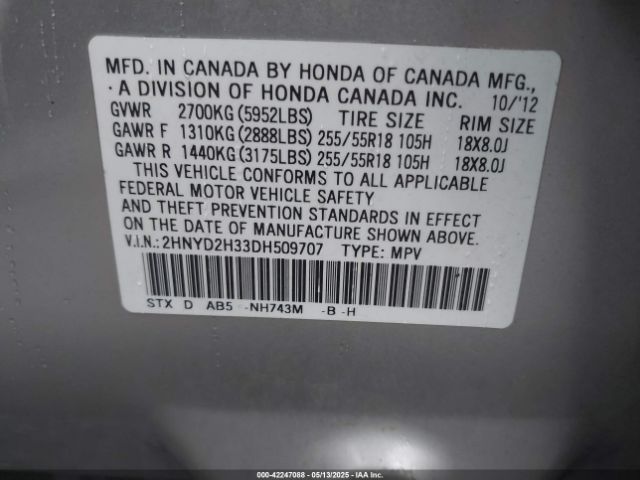 MFD. IN CANADA BY HONDA OF CANADA MFG.,
· A DIVISION OF HONDA CANADA INC. 10/'12
GVWR 2700KG (5952LBS) TIRE SIZE RIM SIZE
GAWR F 1310KG (2888LBS) 255/55R18 105H 18X8.0J
GAWR R 1440KG (3175LBS) 255/55R18 105H 18X8.0J
THIS VEHICLE CONFORMS TO ALL APPLICABLE
FEDERAL MOTOR VEHICLE SAFETY
AND THEFT PREVENTION STANDARDS IN EFFECT
ON THE DATE OF MANUFACTURE SHOWN ABOVE.
V.I.N.: 2HNYD2H33DH509707 TYPE: MPV
STX D AB5 -NH743M -B -H
000-42247088 - 05/13/2025 - IAAI.COM